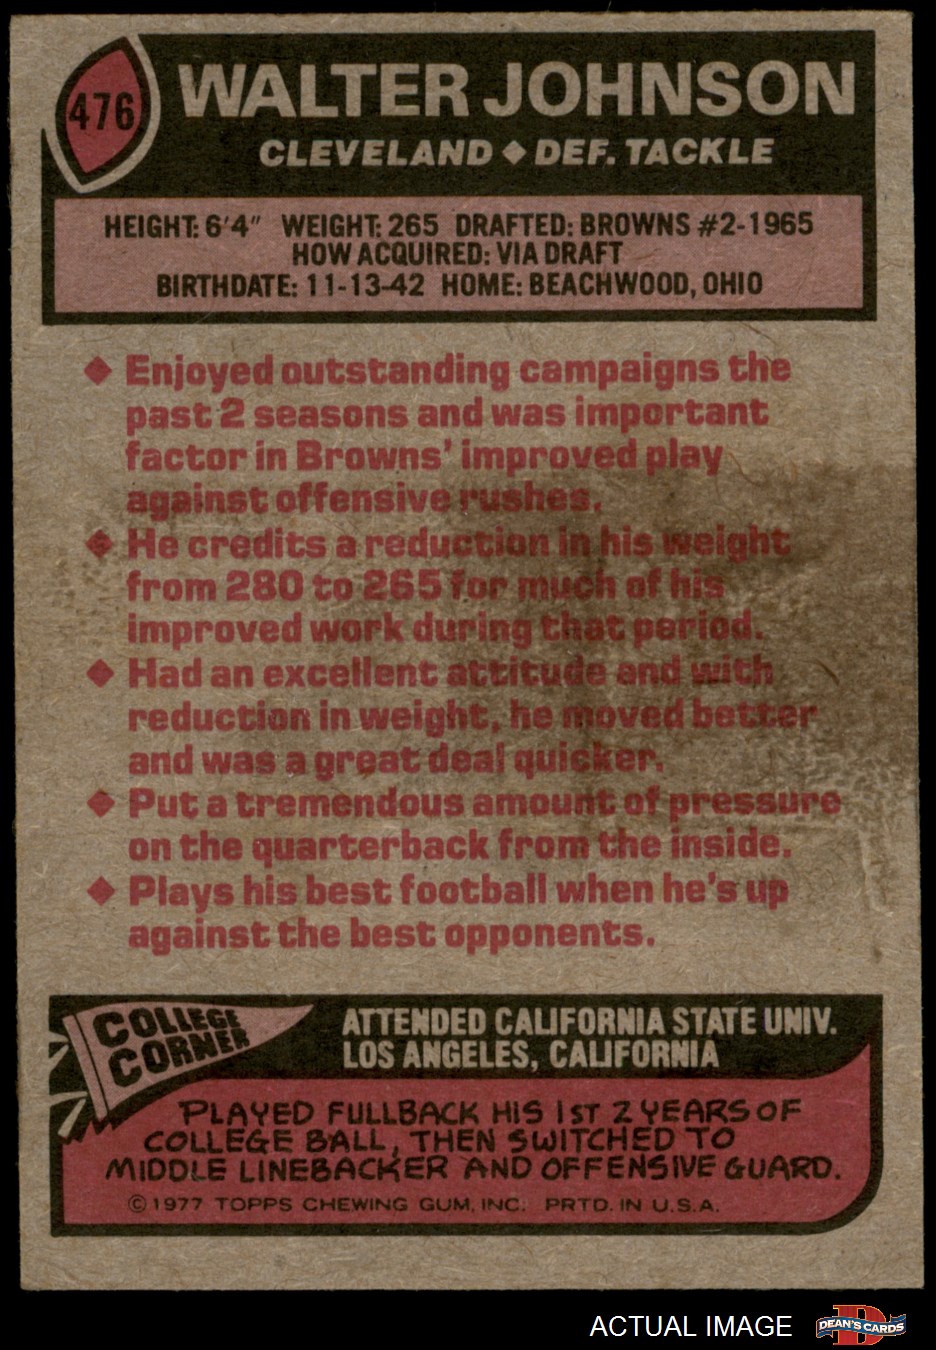 476
WALTER JOHNSON
CLEVELAND ◆ DEF. TACKLE
HEIGHT: 6'4" WEIGHT: 265 DRAFTED: BROWNS #2-1965
HOW ACQUIRED: VIA DRAFT
BIRTHDATE: 11-13-42 HOME: BEACHWOOD, OHIO
◆ Enjoyed outstanding campaigns the
past 2 seasons and was important
factor in Browns' improved play
against offensive rushes.
◆ He credits a reduction in his weight
from 280 to 265 for much of his
improved work during that period.
◆ Had an excellent attitude and with
reduction in weight, he moved better
and was a great deal quicker.
◆ Put a tremendous amount of pressure
on the quarterback from the inside.
◆ Plays his best football when he's up
against the best opponents.
COLLEGE
CORNER
ATTENDED CALIFORNIA STATE UNIV.
LOS ANGELES, CALIFORNIA
PLAYED FULLBACK HIS 1ST 2 YEARS OF
COLLEGE BALL, THEN SWITCHED TO
MIDDLE LINEBACKER AND OFFENSIVE GUARD.
© 1977 TOPPS CHEWING GUM, INC. PRTD. IN U.S.A.
ACTUAL IMAGE
D
DEAN'S CARDS